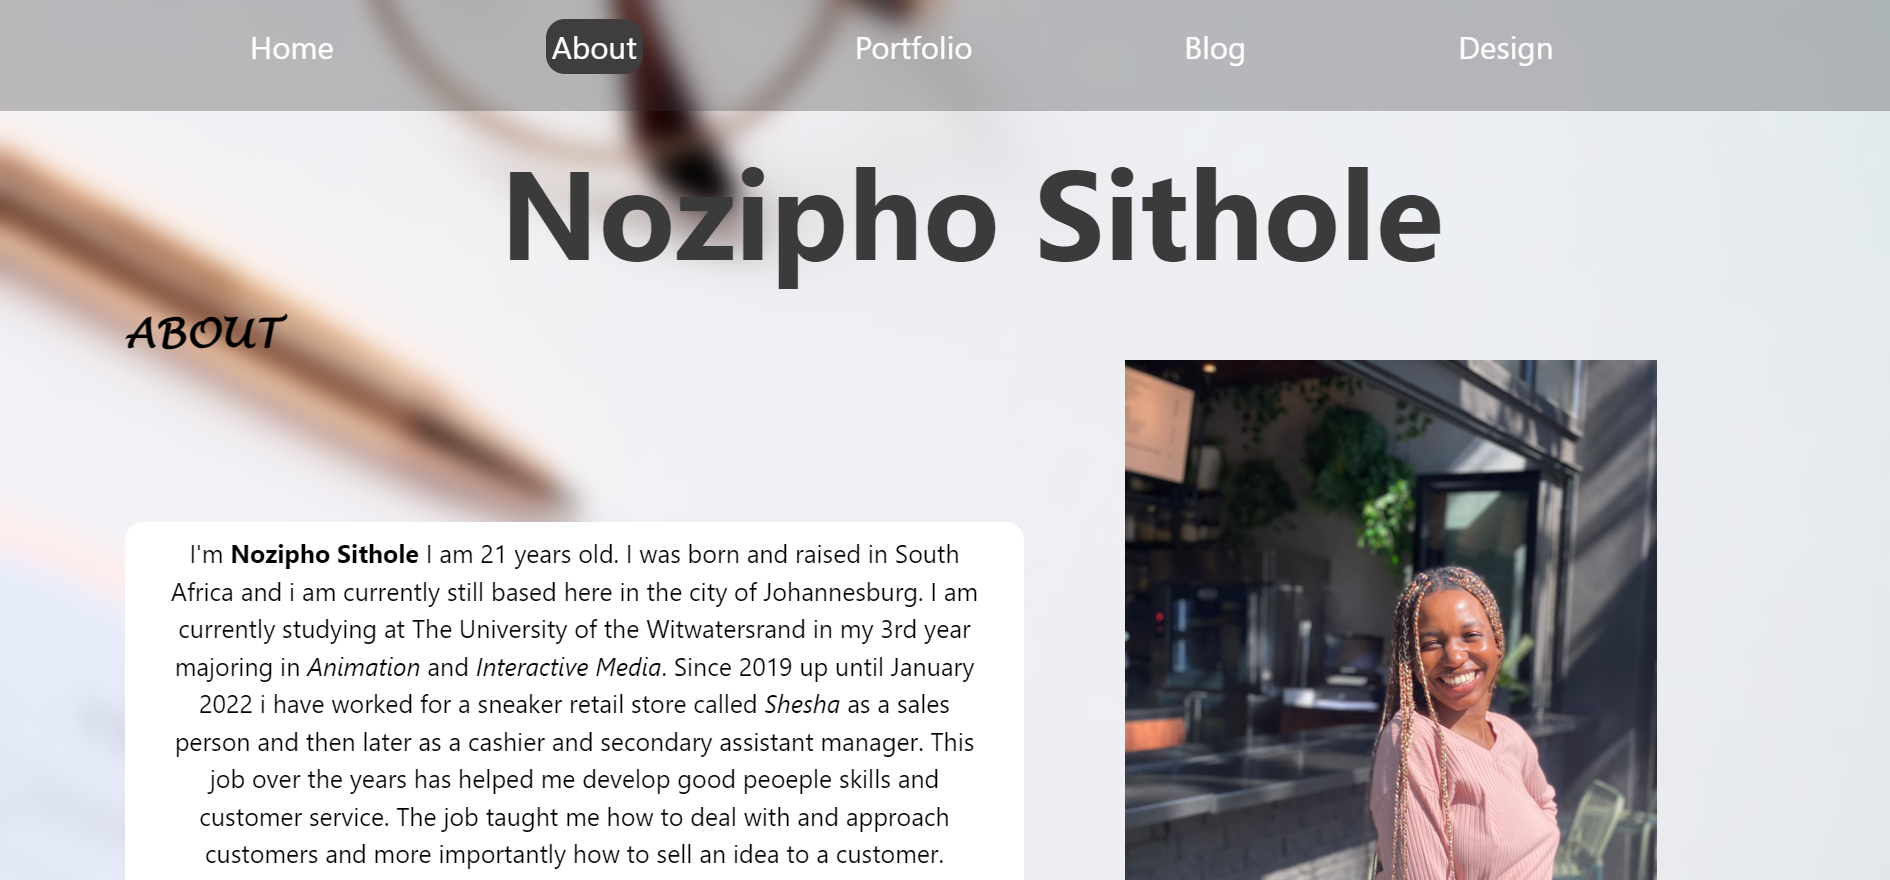 Home About Portfolio Blog Design
Nozipho Sithole
ABOUT
I'm Nozipho Sithole I am 21 years old. I was born and raised in South
Africa and i am currently still based here in the city of Johannesburg. I am
currently studying at The University of the Witwatersrand in my 3rd year
majoring in Animation and Interactive Media. Since 2019 up until January
2022 i have worked for a sneaker retail store called Shesha as a sales
person and then later as a cashier and secondary assistant manager. This
job over the years has helped me develop good peoeple skills and
customer service. The job taught me how to deal with and approach
customers and more importantly how to sell an idea to a customer.